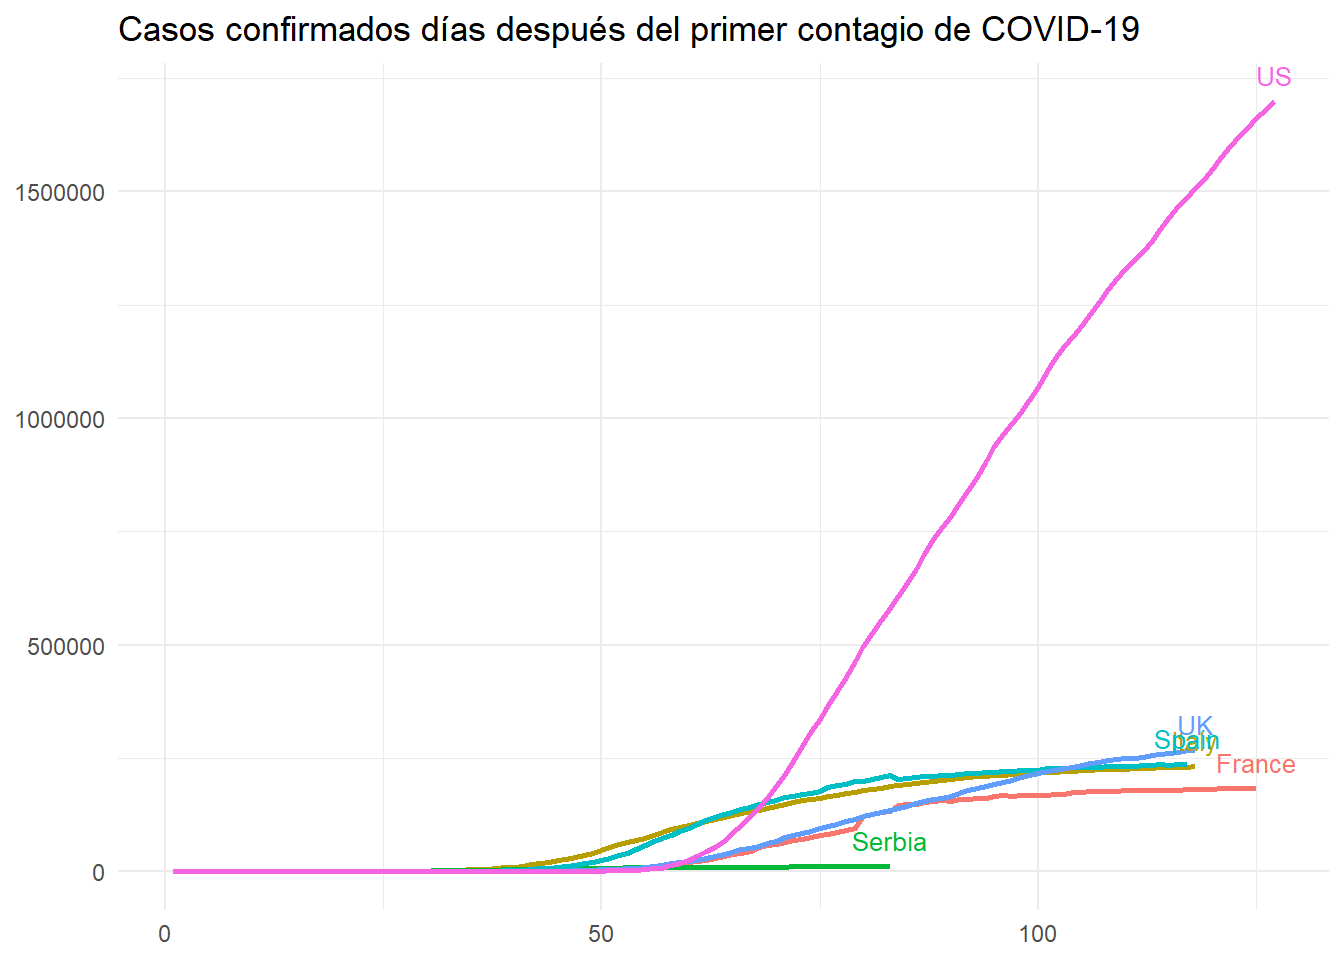 Casos confirmados días después del primer contagio de COVID-19
US
1500000
1000000
500000
UK
Spain
Italy
France
Serbia
0
0 50 100